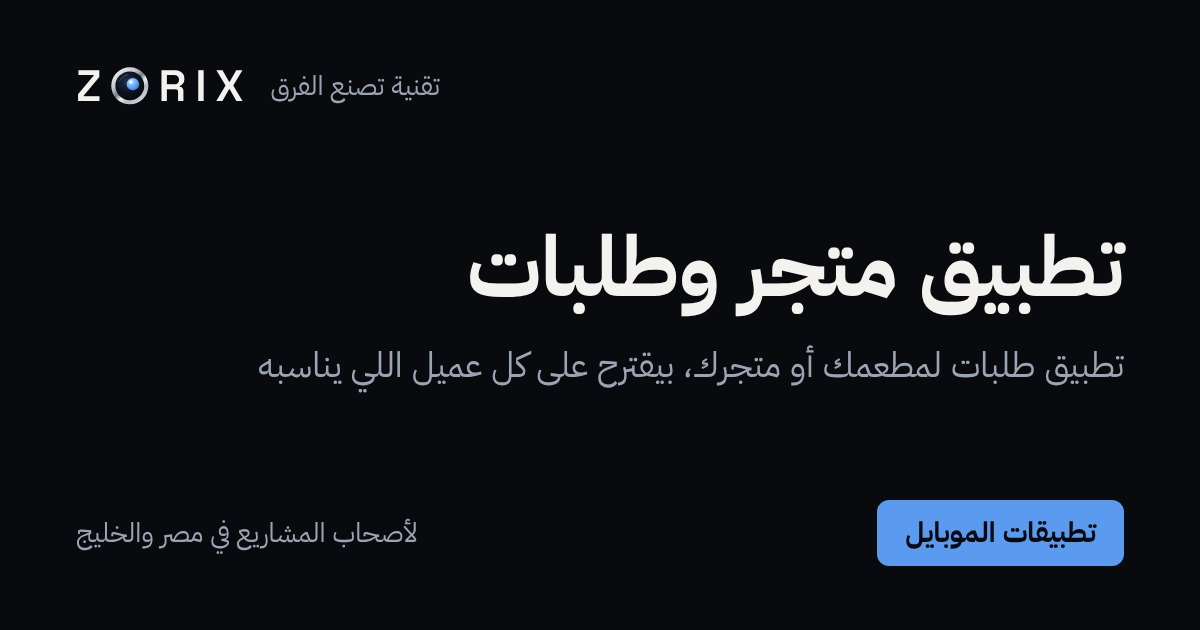 ZORIX تقنية تصنع الفرق
تطبيق متجر وطلبات
تطبيق طلبات لمطعمك أو متجرك، بيقترح على كل عميل اللي يناسبه
تطبيقات الموبايل
لأصحاب المشاريع في مصر والخليج